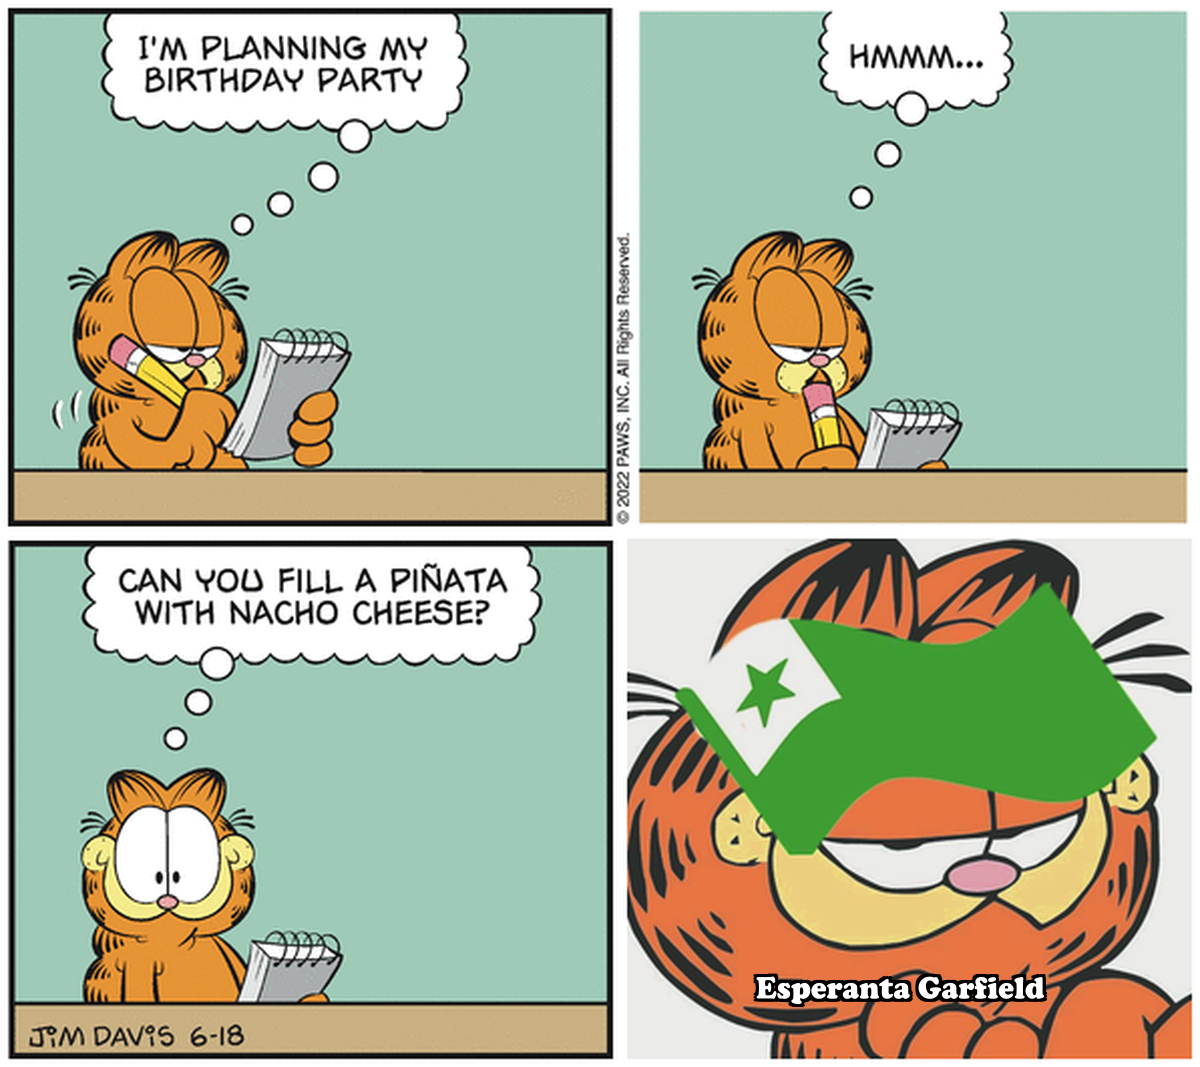 I'M PLANNING MY
BIRTHDAY PARTY
© 2022 PAWS, INC. All Rights Reserved.
HMMM...
CAN YOU FILL A PIÑATA
WITH NACHO CHEESE?
JiM DAViS 6-18
Esperanta Garfield